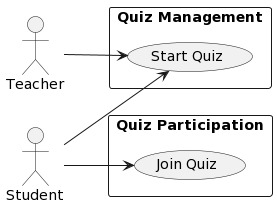 Quiz Management
Start Quiz
Teacher
Quiz Participation
Join Quiz
Student